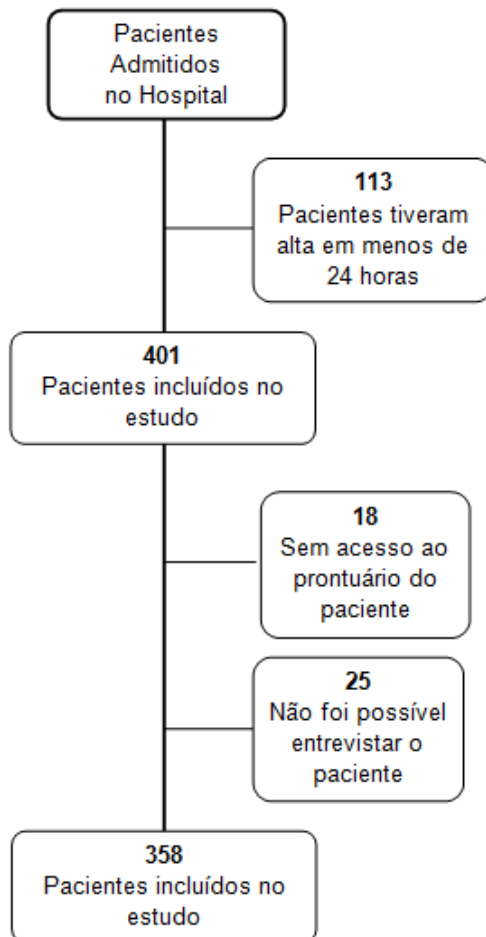 Pacientes
Admitidos
no Hospital
113
Pacientes tiveram
alta em menos de
24 horas
401
Pacientes incluídos no
estudo
18
Sem acesso ao
prontuário do
paciente
25
Não foi possível
entrevistar o
paciente
358
Pacientes incluídos no
estudo